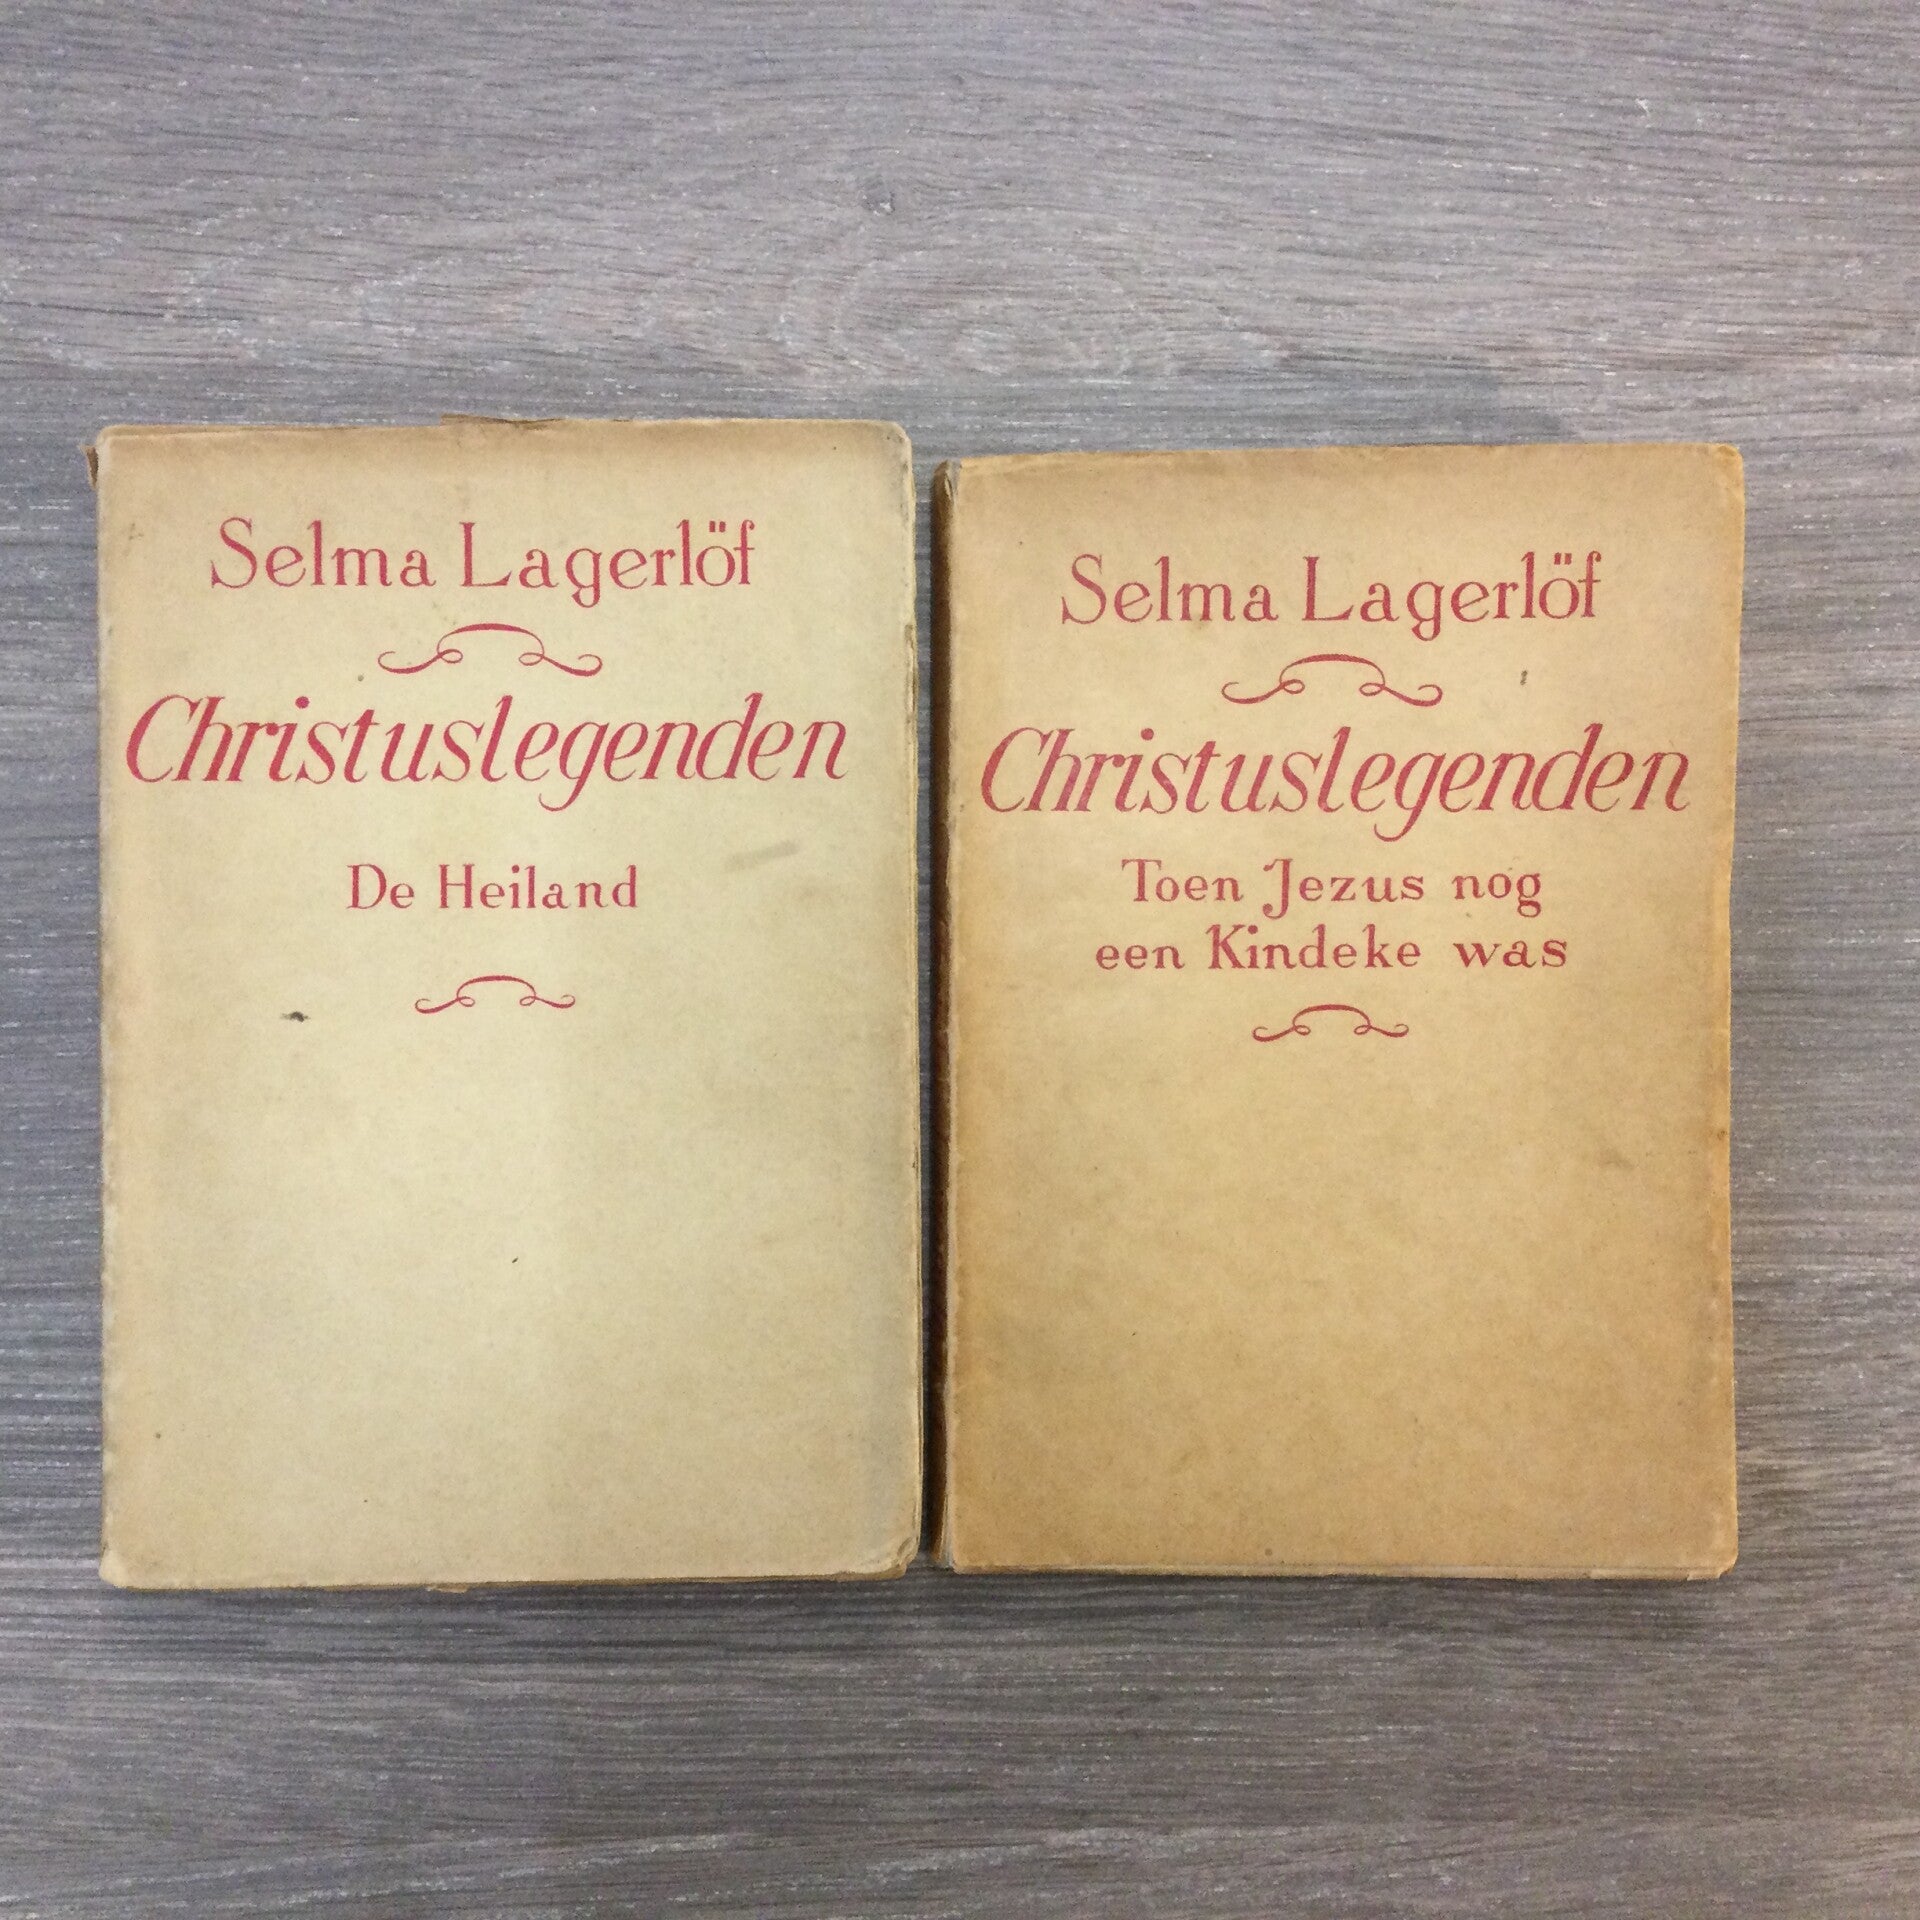 Selma Lagerlöf
Christuslegenden
De Heiland
Selma Lagerlöf
Christuslegenden
Toen Jezus nog
een Kindeke was